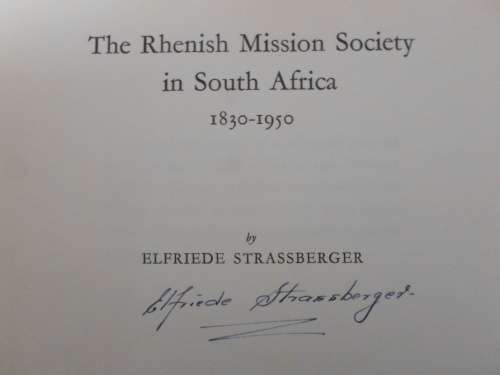 The Rhenish Mission Society
in South Africa
1830-1950
by
ELFRIEDE STRASSBERGER
Elfriede Strassberger